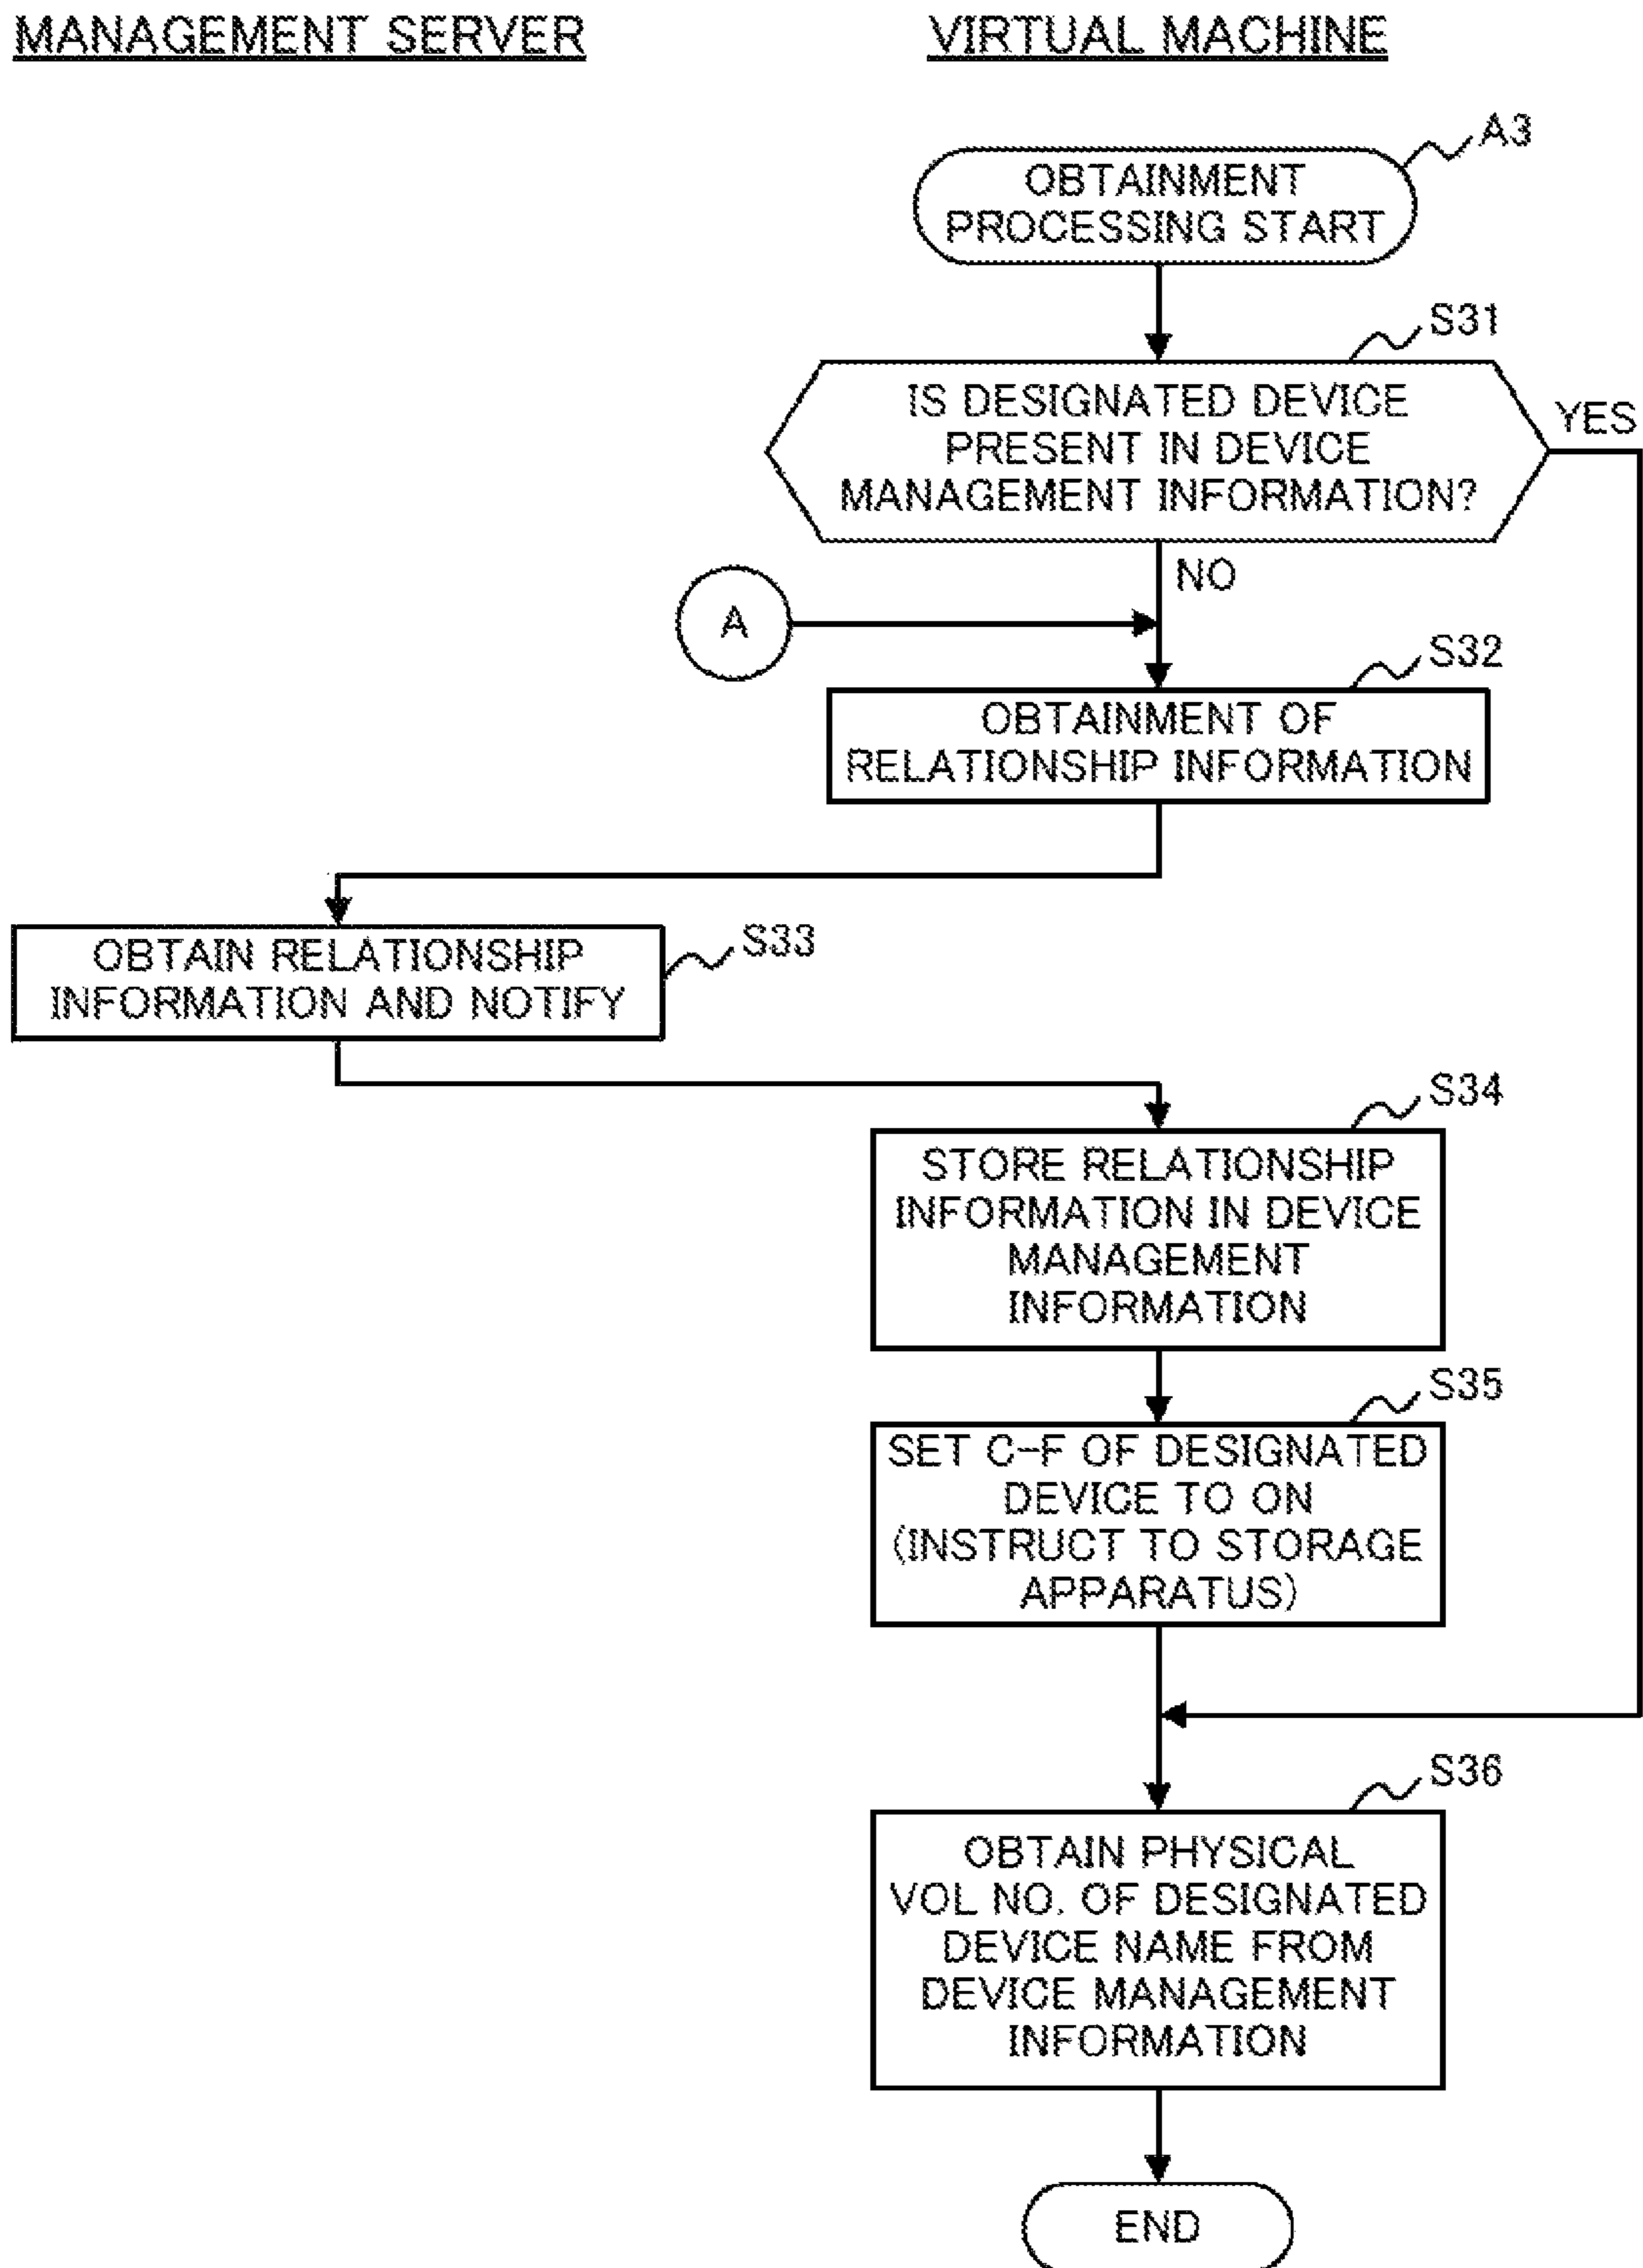 MANAGEMENT SERVER
VIRTUAL MACHINE
A3
OBTAINMENT
PROCESSING START
S31
IS DESIGNATED DEVICE
PRESENT IN DEVICE
MANAGEMENT INFORMATION?
YES
NO
A
S32
OBTAINMENT OF
RELATIONSHIP INFORMATION
S33
OBTAIN RELATIONSHIP
INFORMATION AND NOTIFY
S34
STORE RELATIONSHIP
INFORMATION IN DEVICE
MANAGEMENT
INFORMATION
S35
SET C-F OF DESIGNATED
DEVICE TO ON
(INSTRUCT TO STORAGE
APPARATUS)
S36
OBTAIN PHYSICAL
VOL NO. OF DESIGNATED
DEVICE NAME FROM
DEVICE MANAGEMENT
INFORMATION
END